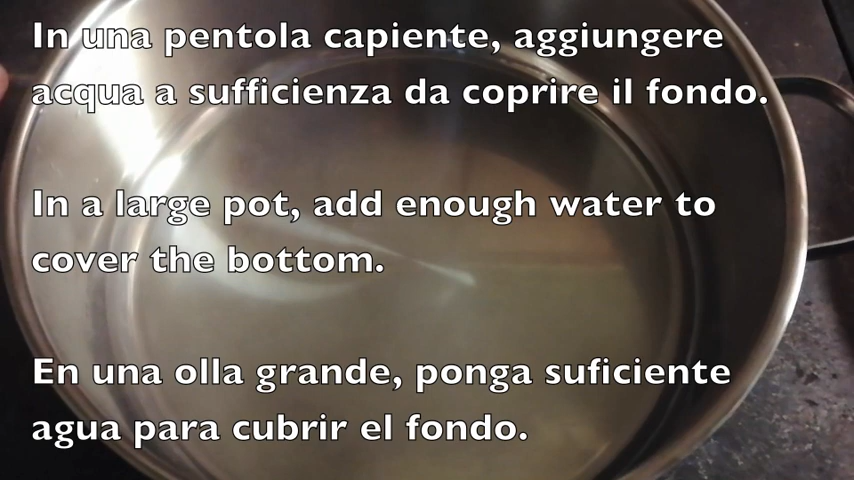 In una pentola capiente, aggiungere
acqua a sufficienza da coprire il fondo.
In a large pot, add enough water to
cover the bottom.
En una olla grande, ponga suficiente
agua para cubrir el fondo.